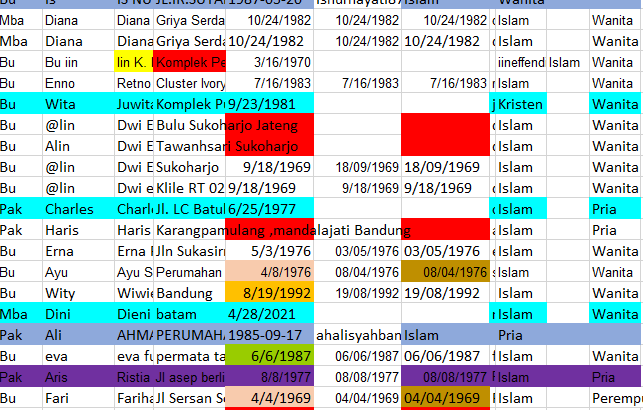 Bu Is IS NO JL.IR.SUTA 1987-05-20 ishurhayati87 Islam Wanita
Mba Diana Diana Griya Serda 10/24/1982 10/24/1982 10/24/1982 Islam Wanita
Mba Diana Diana Griya Serda 10/24/1982 10/24/1982 10/24/1982 Islam Wanita
Bu Bu iin Iin K. Komplek Pe 3/16/1970 iineffend Islam Wanita
Bu Enno Retno Cluster Ivory 7/16/1983 7/16/1983 7/16/1983 Islam Wanita
Bu Wita Juwita Komplek P 9/23/1981 Kristen Wanita
Bu @lin Dwi E Bulu Sukoharjo Jateng Islam Wanita
Bu Alin Dwi E Tawanhsari Sukoharjo Islam Wanita
Bu @lin Dwi E Sukoharjo 9/18/1969 18/09/1969 18/09/1969 Islam Wanita
Bu @lin Dwi e Klile RT 02 9/18/1969 9/18/1969 9/18/1969 Islam Wanita
Pak Charles Charl Jl. LC Batul 6/25/1977 Islam Pria
Pak Haris Haris Karangpamulang ,mandalajati Bandung Islam Pria
Bu Erna Erna Jln Sukasir 5/3/1976 03/05/1976 03/05/1976 Islam Wanita
Bu Ayu Ayu S Perumahan 4/8/1976 08/04/1976 08/04/1976 Islam Wanita
Bu Wity Wiwie Bandung 8/19/1992 19/08/1992 19/08/1992 Islam Wanita
Mba Dini Dieni batam 4/28/2021 Islam Wanita
Pak Ali AHMA PERUMAHA 1985-09-17 ahalisyahban Islam Pria
Bu eva eva fu permata ta 6/6/1987 06/06/1987 06/06/1987 Islam Wanita
Pak Aris Ristia Jl asep berli 8/8/1977 08/08/1977 08/08/1977 Islam Pria
Bu Fari Fariha Jl Sersan S 4/4/1969 04/04/1969 04/04/1969 Islam Peremp